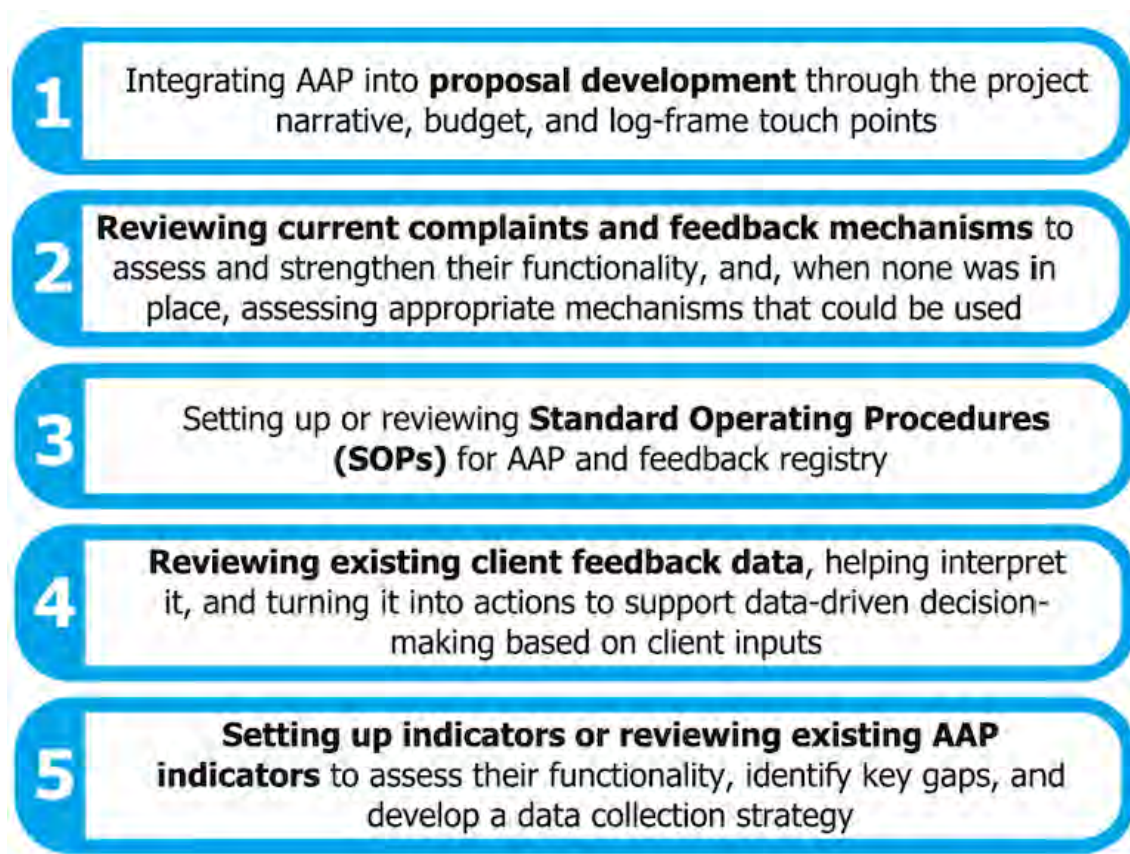 1
Integrating AAP into proposal development through the project
narrative, budget, and log-frame touch points
2
Reviewing current complaints and feedback mechanisms to
assess and strengthen their functionality, and, when none was in
place, assessing appropriate mechanisms that could be used
3
Setting up or reviewing Standard Operating Procedures
(SOPs) for AAP and feedback registry
4
Reviewing existing client feedback data, helping interpret
it, and turning it into actions to support data-driven decision-
making based on client inputs
5
Setting up indicators or reviewing existing AAP
indicators to assess their functionality, identify key gaps, and
develop a data collection strategy